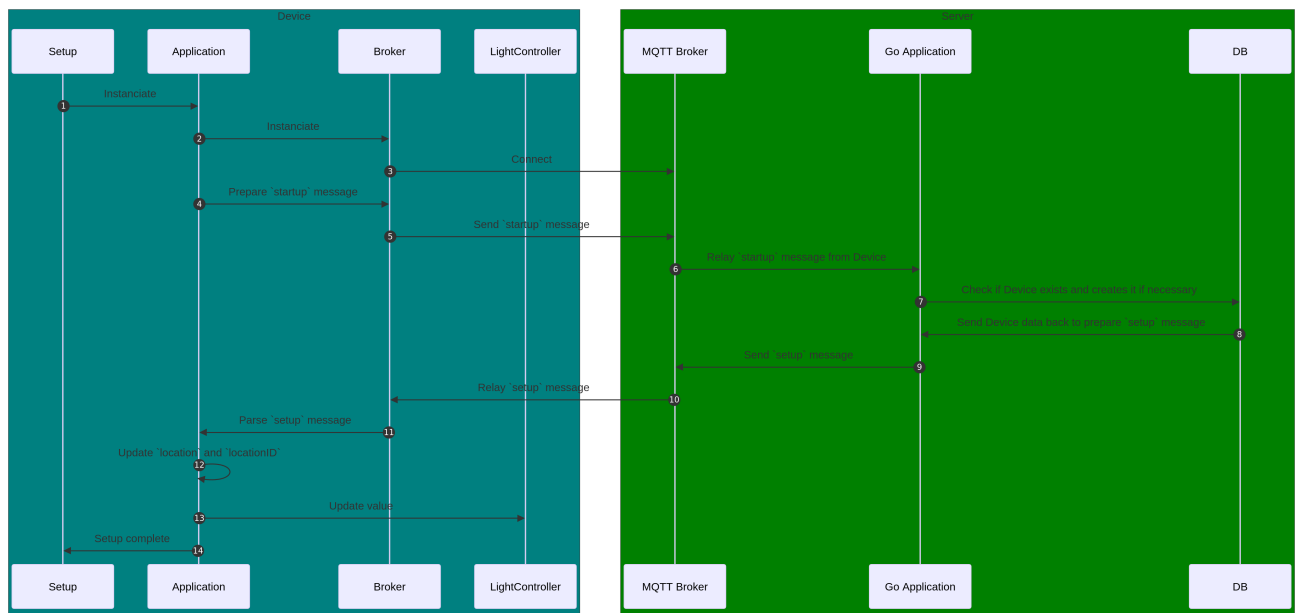 Device
Server
Setup
Application
Broker
LightController
MQTT Broker
Go Application
DB
Instanciate
1
Instanciate
2
Connect
3
Prepare `startup` message
4
Send `startup` message
5
Relay `startup` message from Device
6
Check if Device exists and creates it if necessary
7
Send Device data back to prepare `setup` message
8
Send `setup` message
9
Relay `setup` message
10
Parse `setup` message
11
Update `location` and `locationID`
12
Update value
13
Setup complete
14
Setup
Application
Broker
LightController
MQTT Broker
Go Application
DB